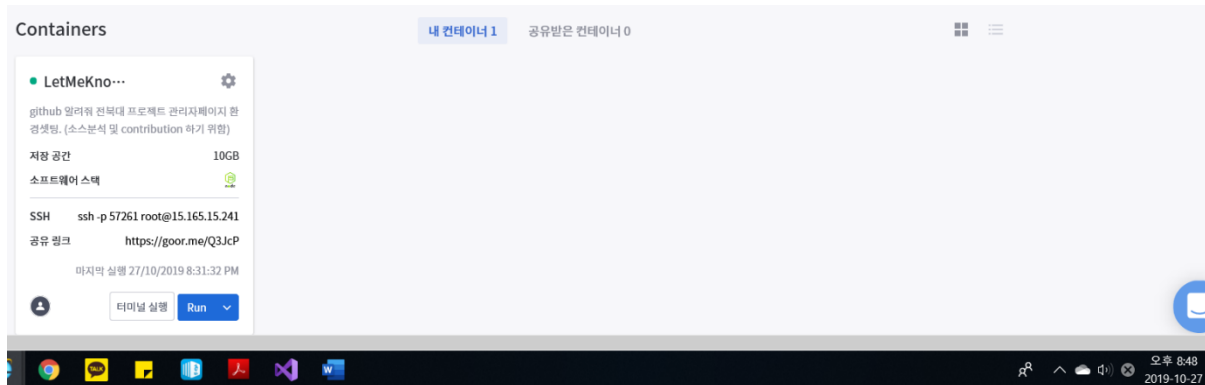 Containers
내 컨테이너 1
공유받은 컨테이너 0
LetMeKno···
github 알려줘 전북대 프로젝트 관리자페이지 환
경셋팅. (소스분석 및 contribution 하기 위함)
저장 공간 10GB
소프트웨어 스택
SSH ssh -p 57261 root@15.165.15.241
공유 링크 https://goor.me/Q3JcP
마지막 실행 27/10/2019 8:31:32 PM
터미널 실행
Run
TALK
W
오후 8:48
2019-10-27